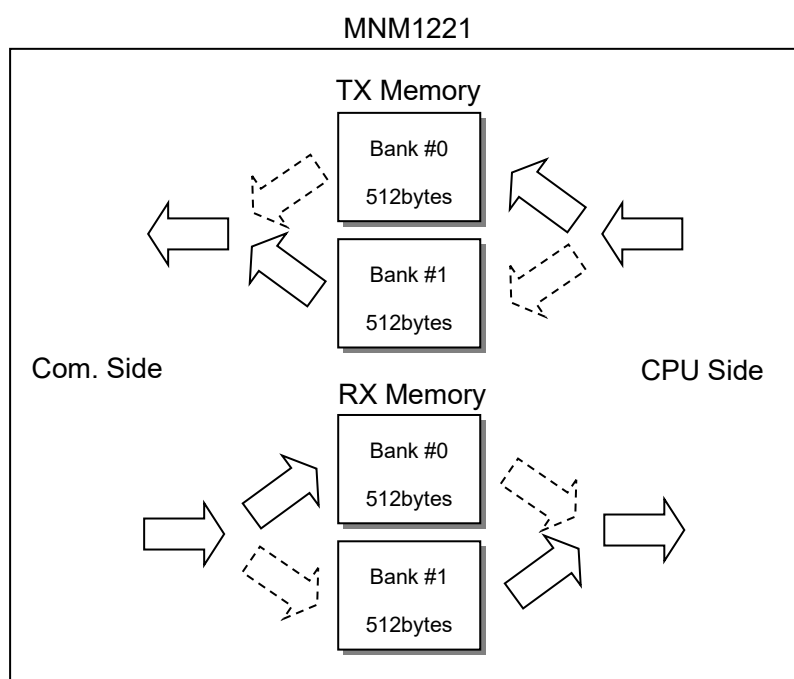 MNM1221
TX Memory
Bank #0
512bytes
Bank #1
512bytes
Com. Side
CPU Side
RX Memory
Bank #0
512bytes
Bank #1
512bytes